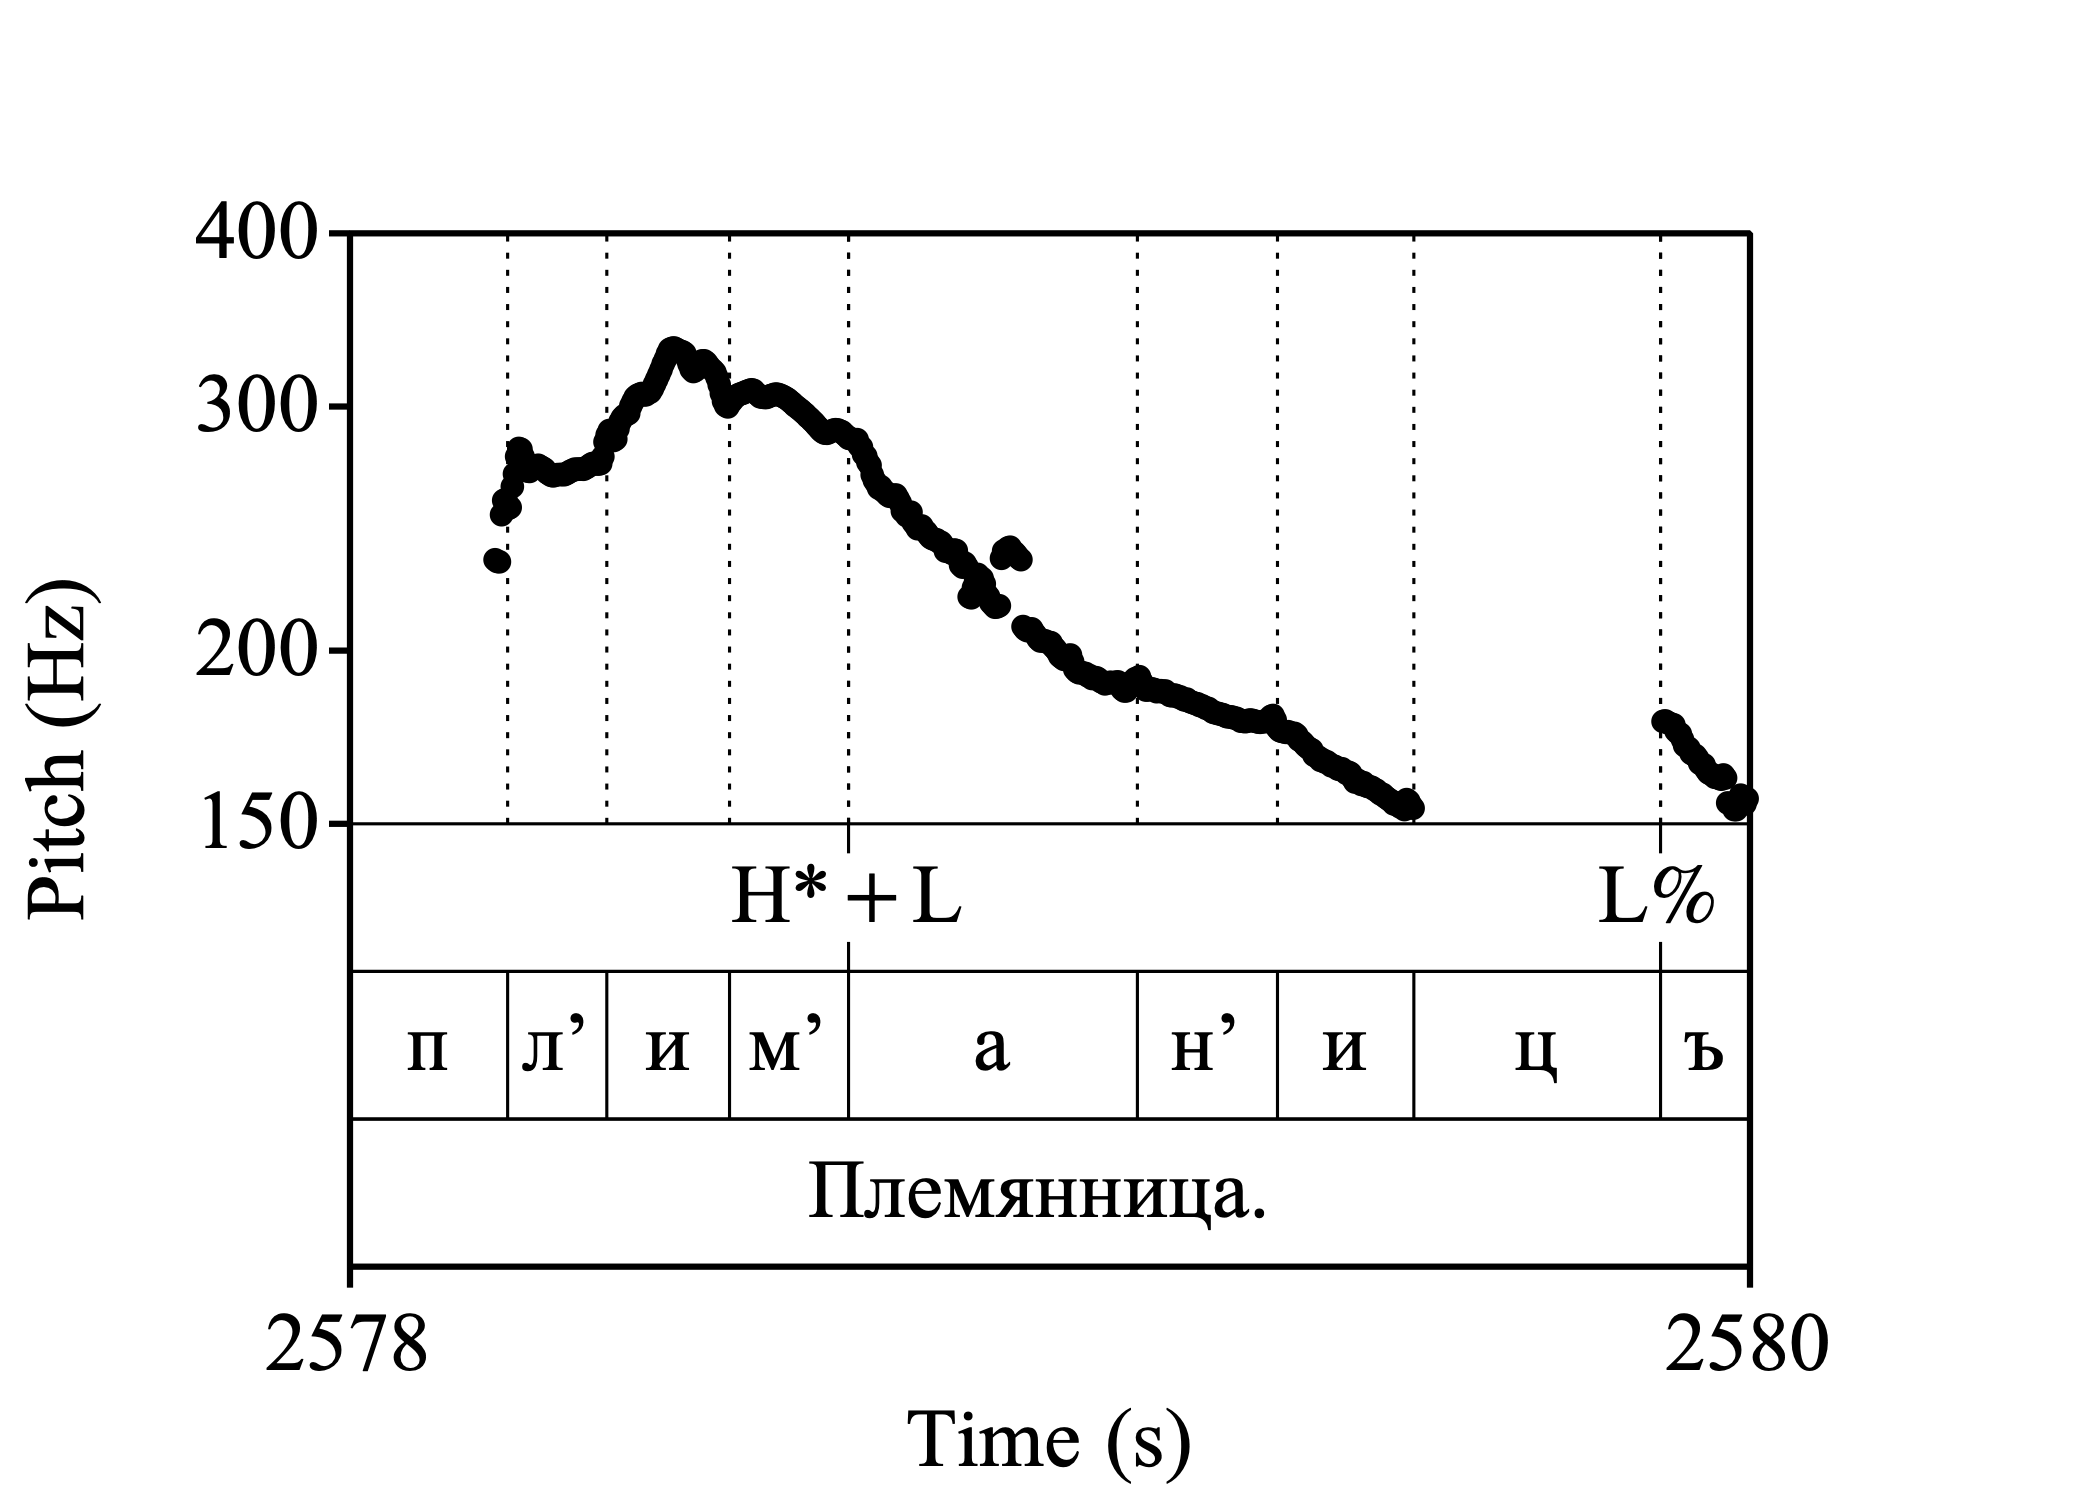 400
300
200
150
Pitch (Hz)
H*+L L%
п л’ и м’ а н’ и ц ъ
Племянница.
2578 2580
Time (s)